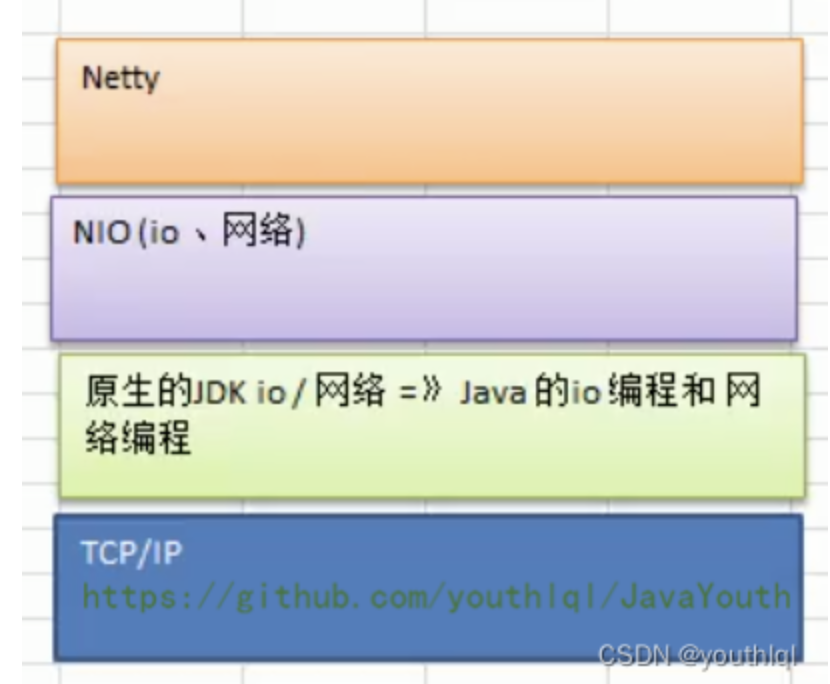 Netty
NIO(io、网络)
原生的JDK io / 网络 =》 Java 的io 编程和 网
络编程
TCP/IP
https://github.com/youthlql/JavaYouth
CSDN @youthlql